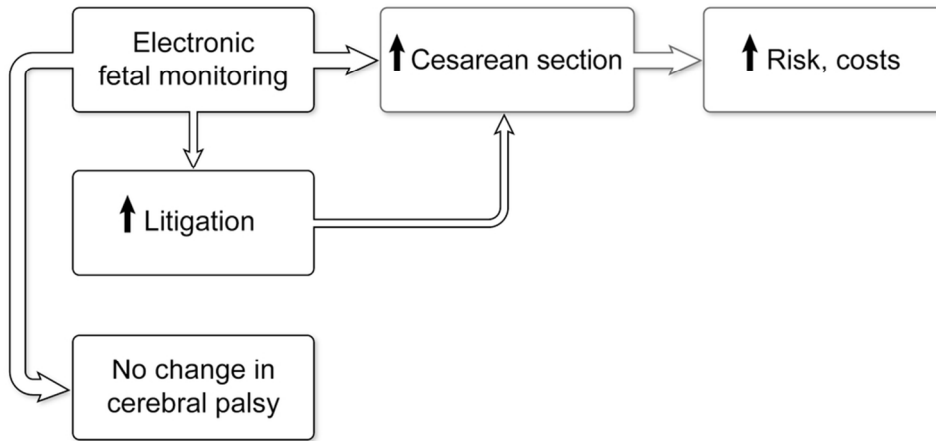 Electronic
fetal monitoring
Cesarean section
Risk, costs
Litigation
No change in
cerebral palsy